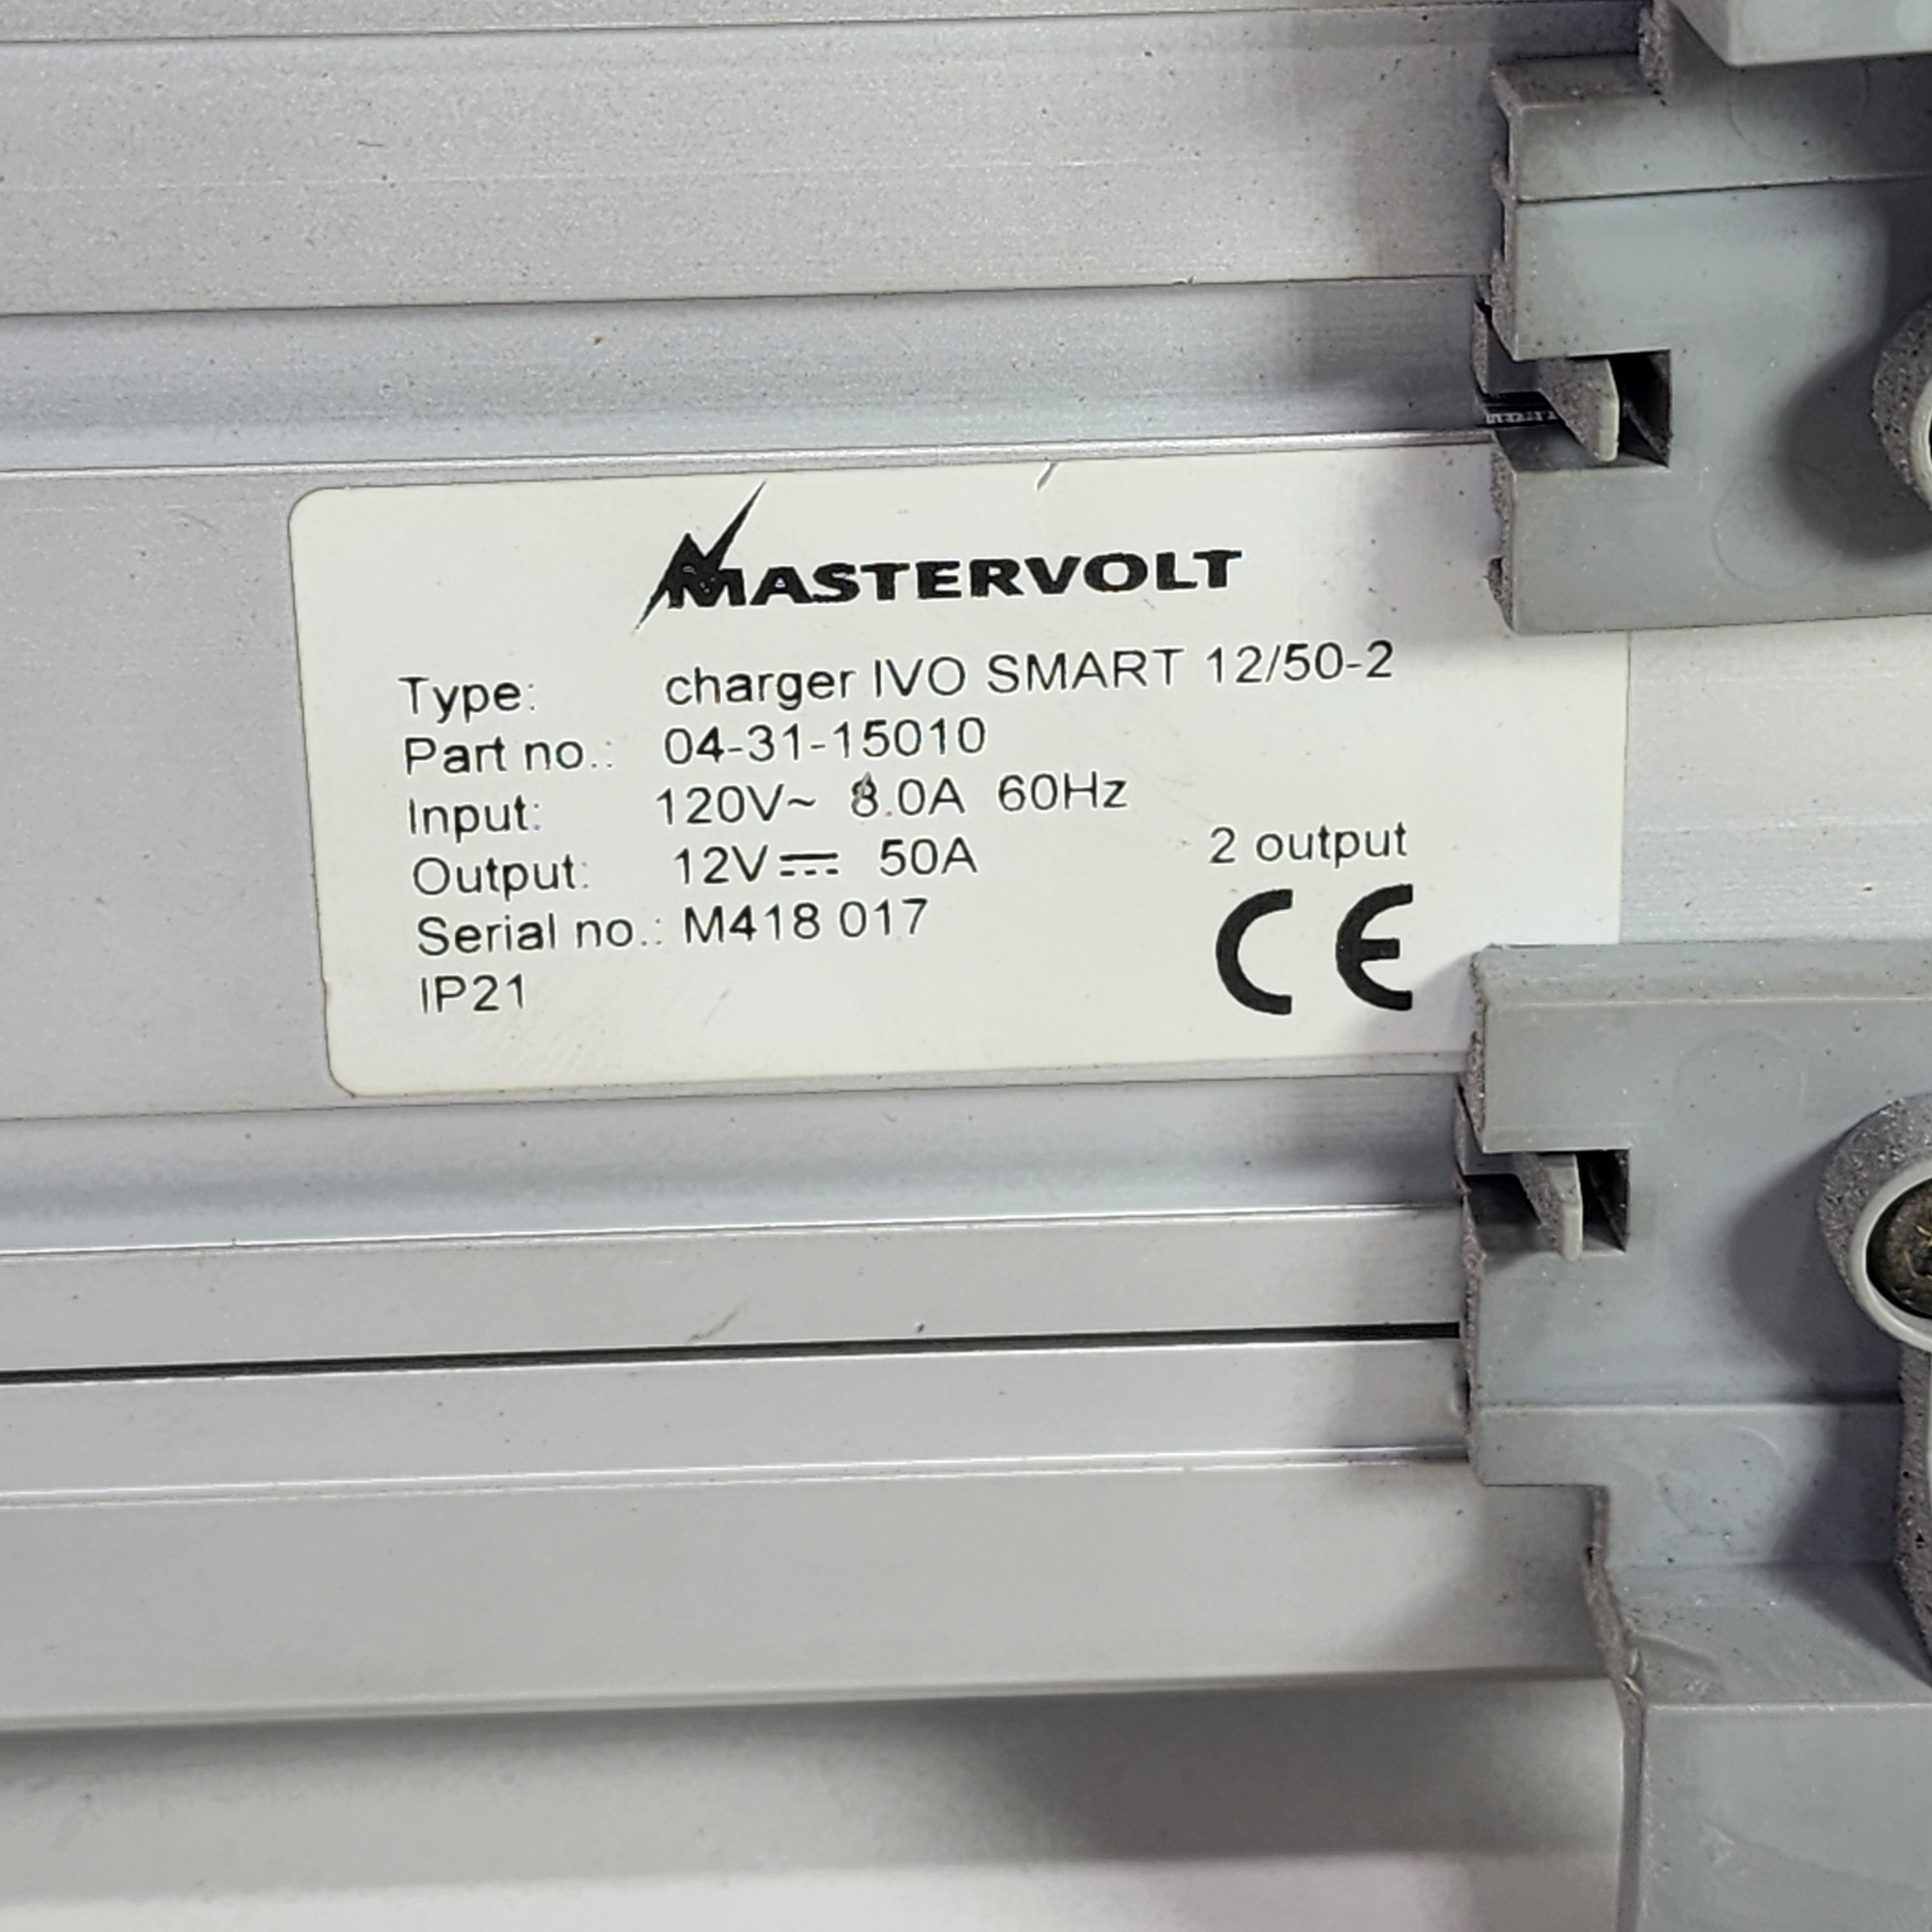 MASTERVOLT
Type: charger IVO SMART 12/50-2
Part no.: 04-31-15010
Input: 120V~ 8.0A 60Hz
Output: 12V⎓ 50A 2 output
Serial no.: M418 017
IP21
CE